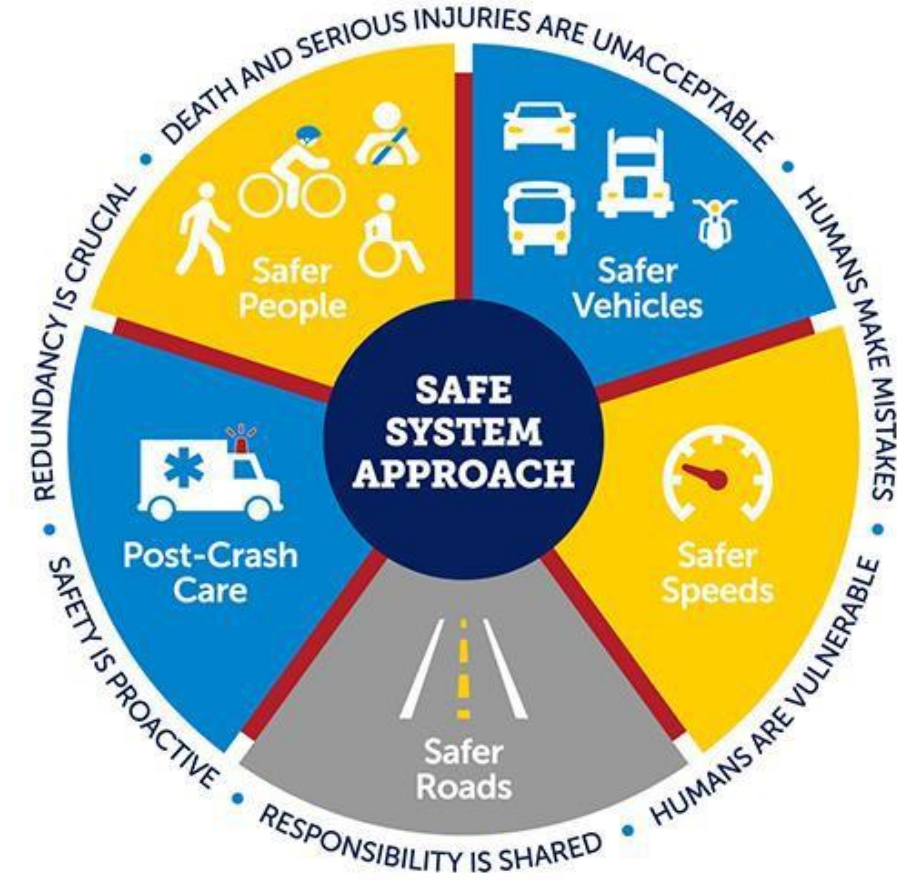 DEATH AND SERIOUS INJURIES ARE UNACCEPTABLE
HUMANS MAKE MISTAKES
HUMANS ARE VULNERABLE
RESPONSIBILITY IS SHARED
SAFETY IS PROACTIVE
REDUNDANCY IS CRUCIAL
Safer
People
Safer
Vehicles
SAFE
SYSTEM
APPROACH
Post-Crash
Care
Safer
Speeds
Safer
Roads